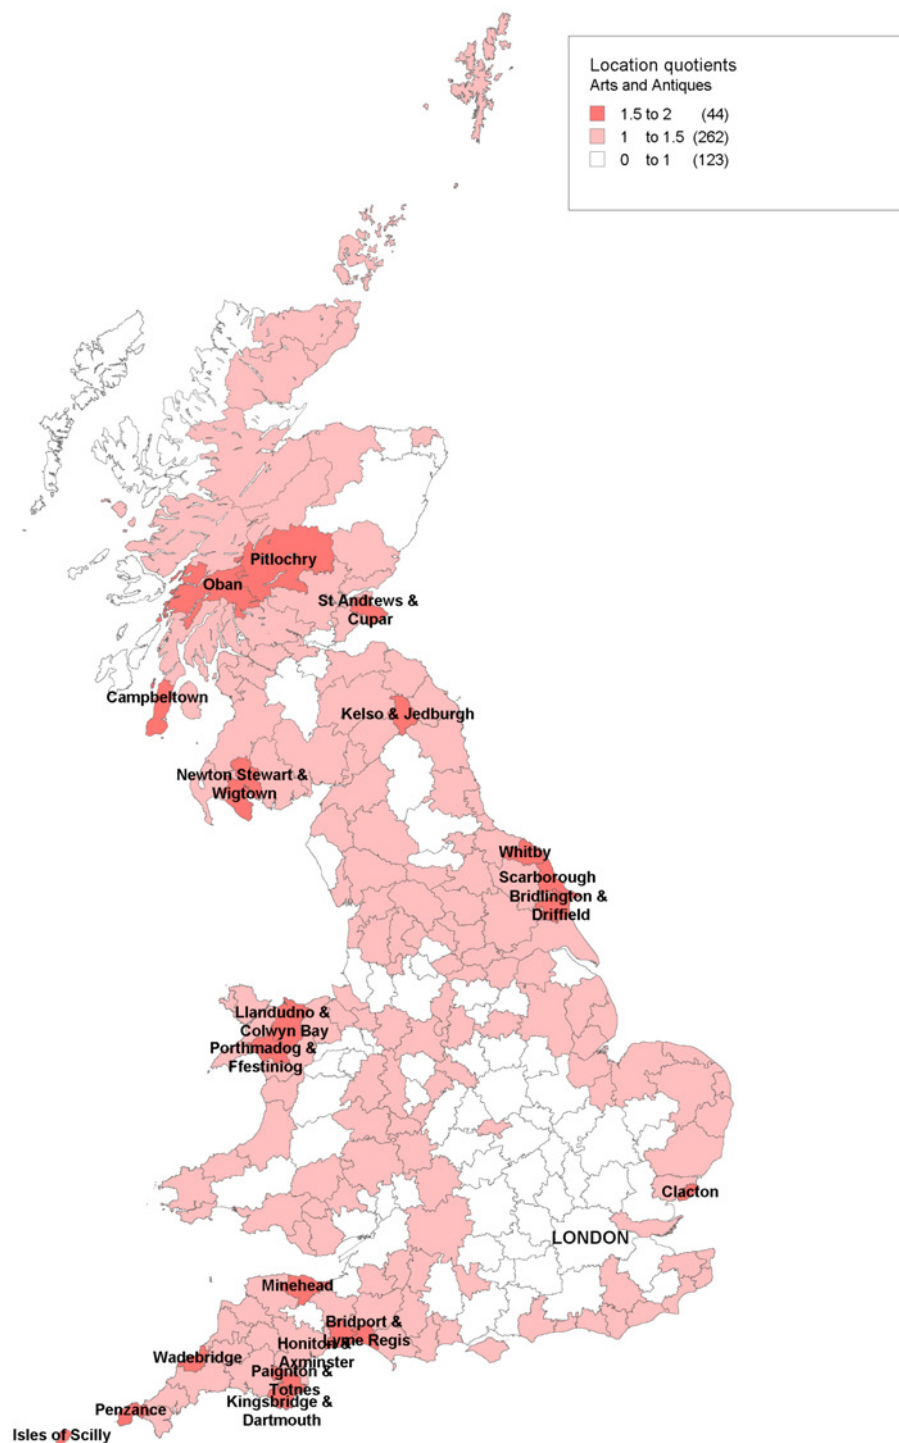 Location quotients
Arts and Antiques
1.5 to 2 (44)
1 to 1.5 (262)
0 to 1 (123)
Pitlochry
Oban
St Andrews &
Cupar
Campbeltown
Kelso & Jedburgh
Newton Stewart &
Wigtown
Whitby
Scarborough
Bridlington &
Driffield
Llandudno &
Colwyn Bay
Porthmadog &
Ffestiniog
Clacton
LONDON
Minehead
Bridport &
Lyme Regis
Honiton &
Axminster
Wadebridge
Paignton &
Totnes
Kingsbridge &
Dartmouth
Penzance
Isles of Scilly